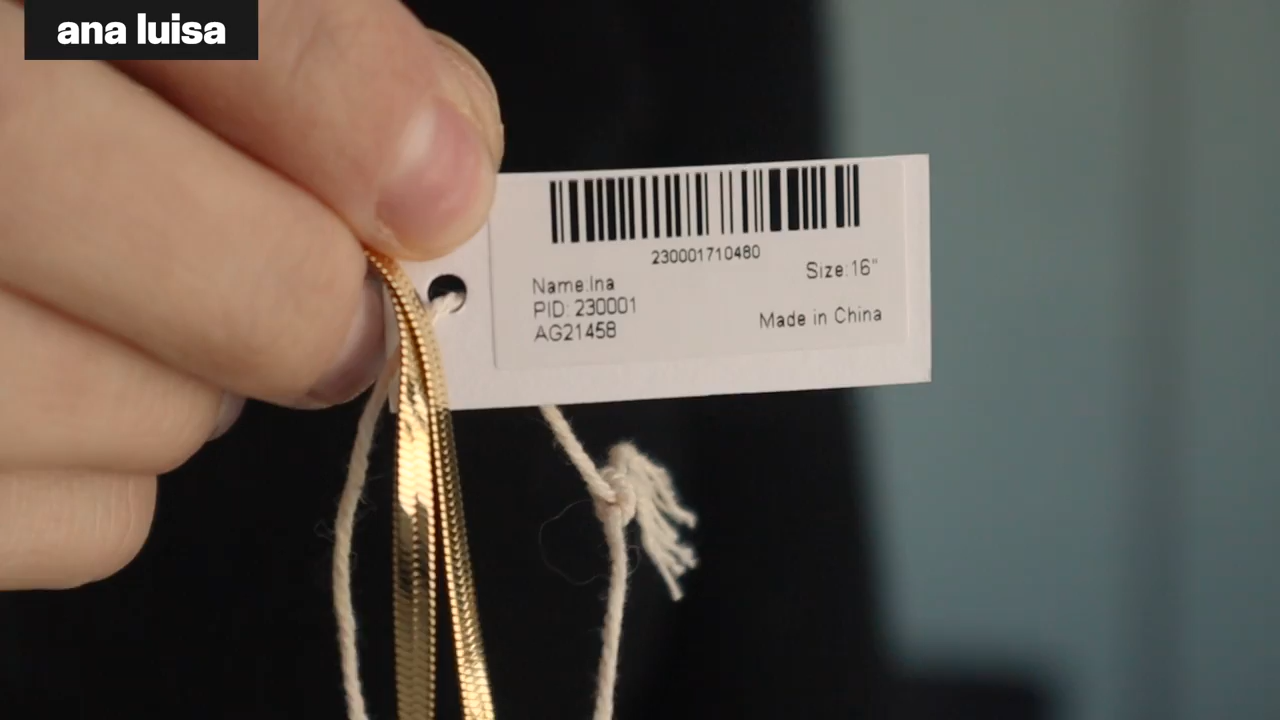 ana luisa
230001710480
Name:Ina
Size:16"
PID: 230001
Made in China
AG21458